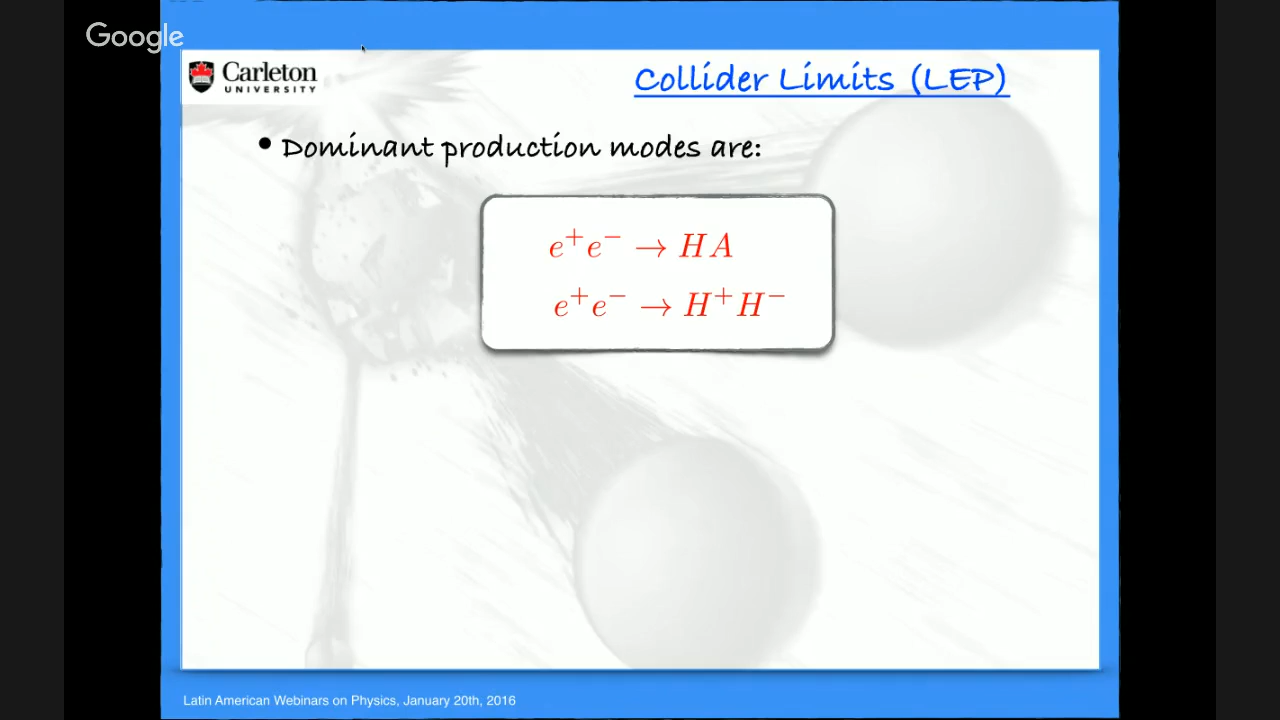 Google
Carleton
UNIVERSITY
Collider Limits (LEP)
• Dominant production modes are:
e⁺e⁻ → HA
e⁺e⁻ → H⁺H⁻
Latin American Webinars on Physics, January 20th, 2016